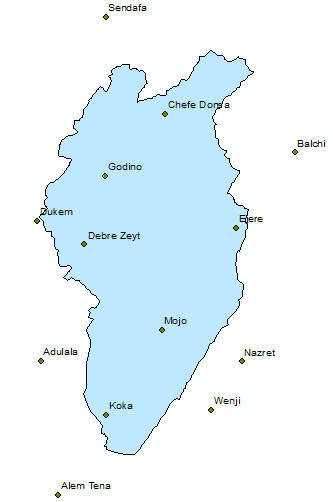 Sendafa
Chefe Donsa
Balchi
Godino
Dukem
Ejere
Debre Zeyt
Mojo
Adulala
Nazret
Koka
Wenji
Alem Tena